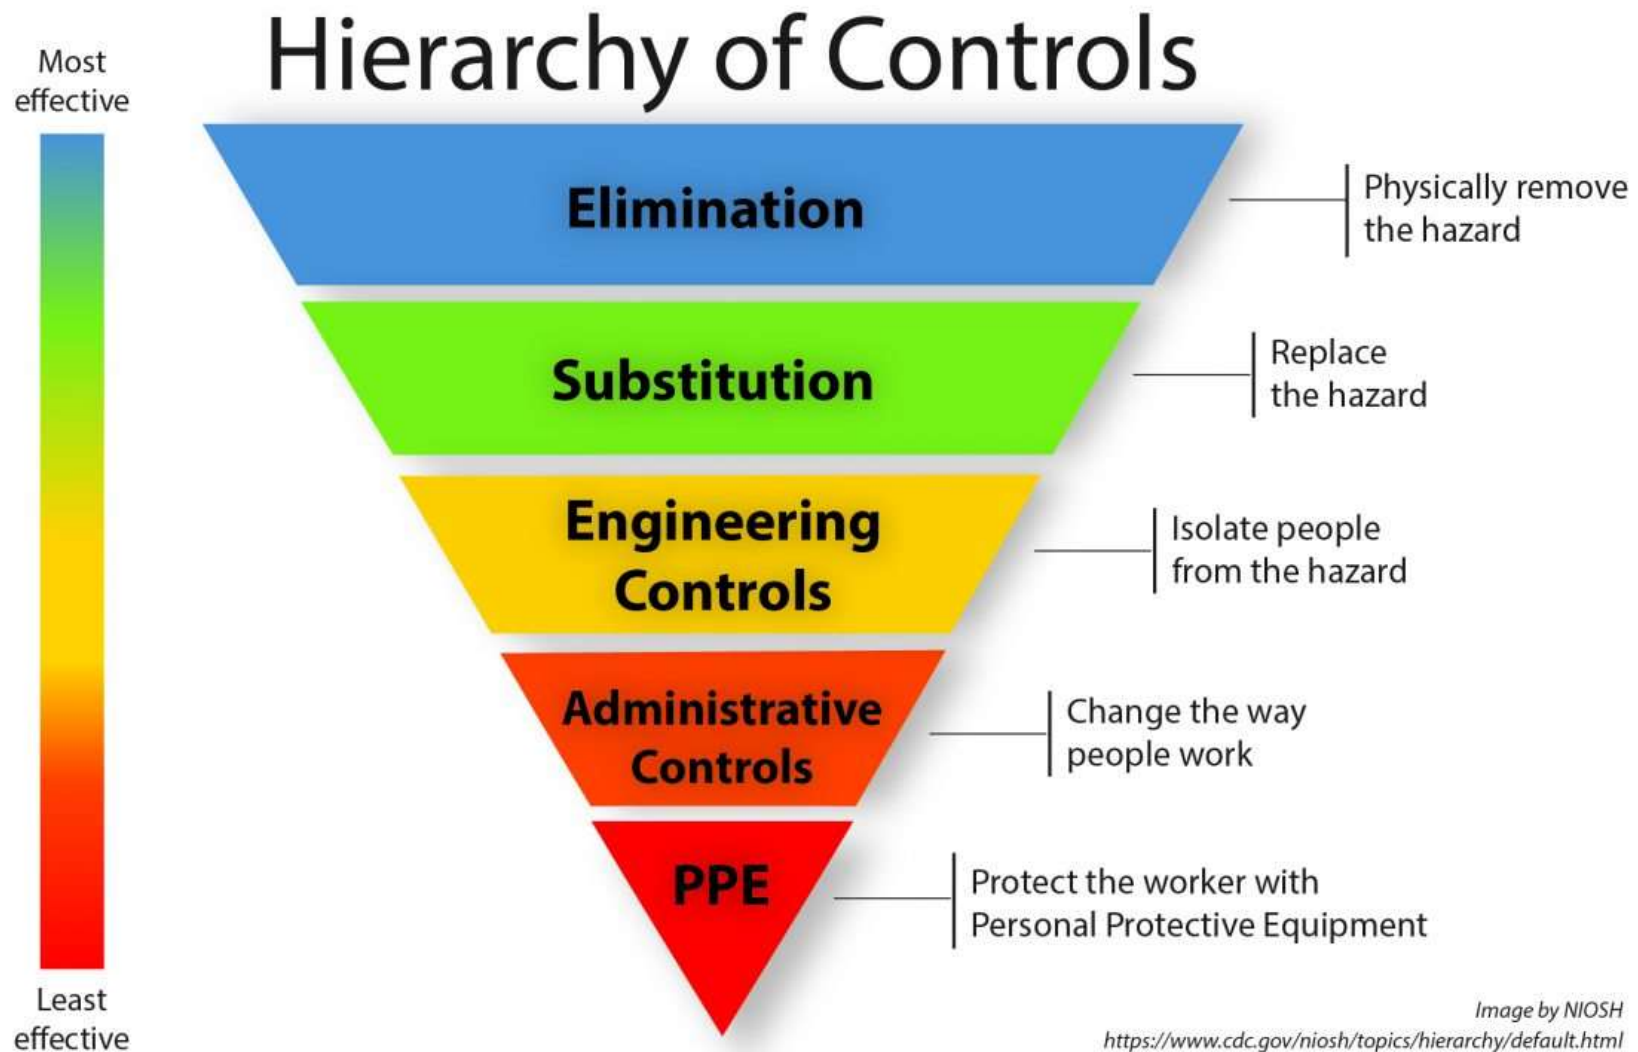 Hierarchy of Controls
Most
effective
Elimination
Physically remove
the hazard
Substitution
Replace
the hazard
Engineering
Controls
Isolate people
from the hazard
Administrative
Controls
Change the way
people work
PPE
Protect the worker with
Personal Protective Equipment
Least
effective
Image by NIOSH
https://www.cdc.gov/niosh/topics/hierarchy/default.html